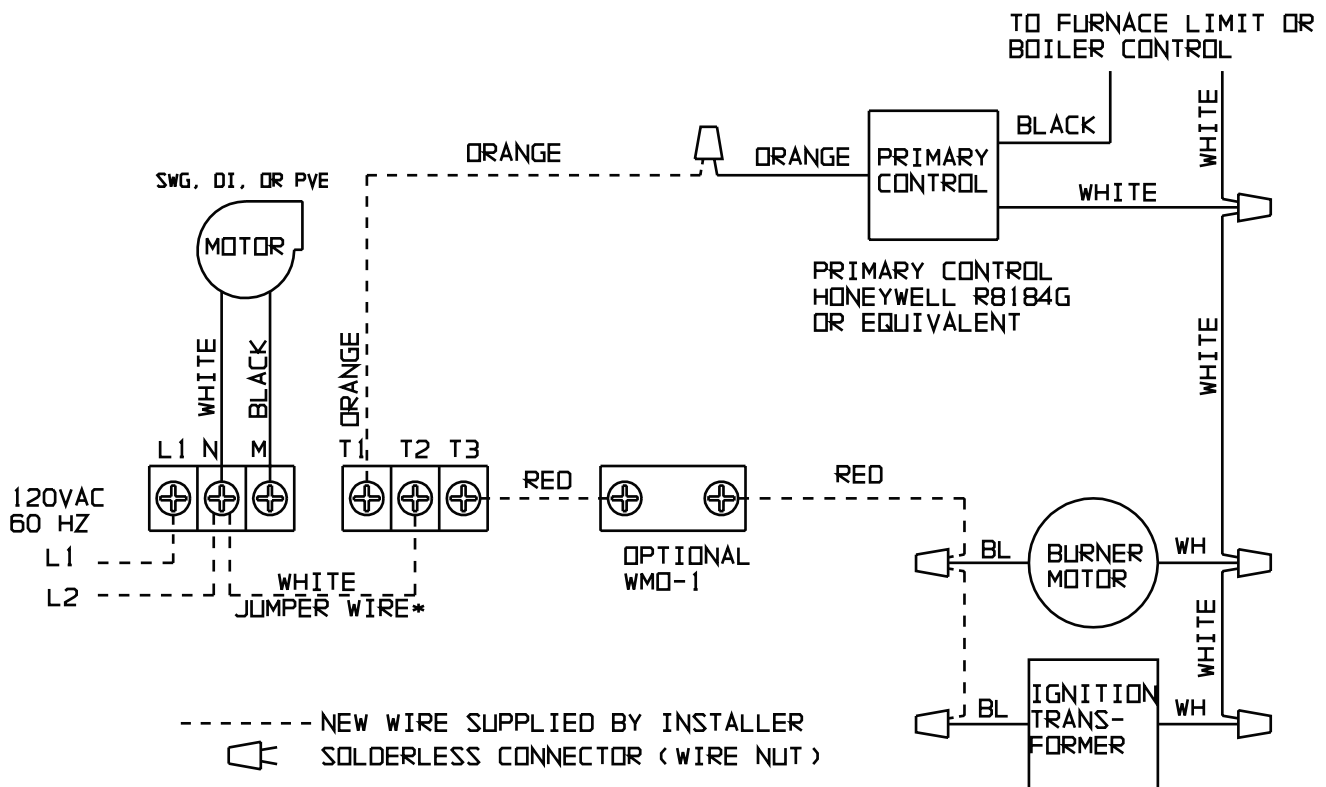 TO FURNACE LIMIT OR
BOILER CONTROL
BLACK
WHITE
ORANGE
ORANGE
PRIMARY
CONTROL
WHITE
SWG, DI, OR PVE
MOTOR
PRIMARY CONTROL
HONEYWELL R8184G
OR EQUIVALENT
WHITE
BLACK
ORANGE
WHITE
L1 N M
T1 T2 T3
120VAC
60 HZ
L1
L2
RED
RED
OPTIONAL
WMO-1
WHITE
JUMPER WIRE*
BL
BURNER
MOTOR
WH
WHITE
BL
IGNITION
TRANS-
FORMER
WH
NEW WIRE SUPPLIED BY INSTALLER
SOLDERLESS CONNECTOR (WIRE NUT)